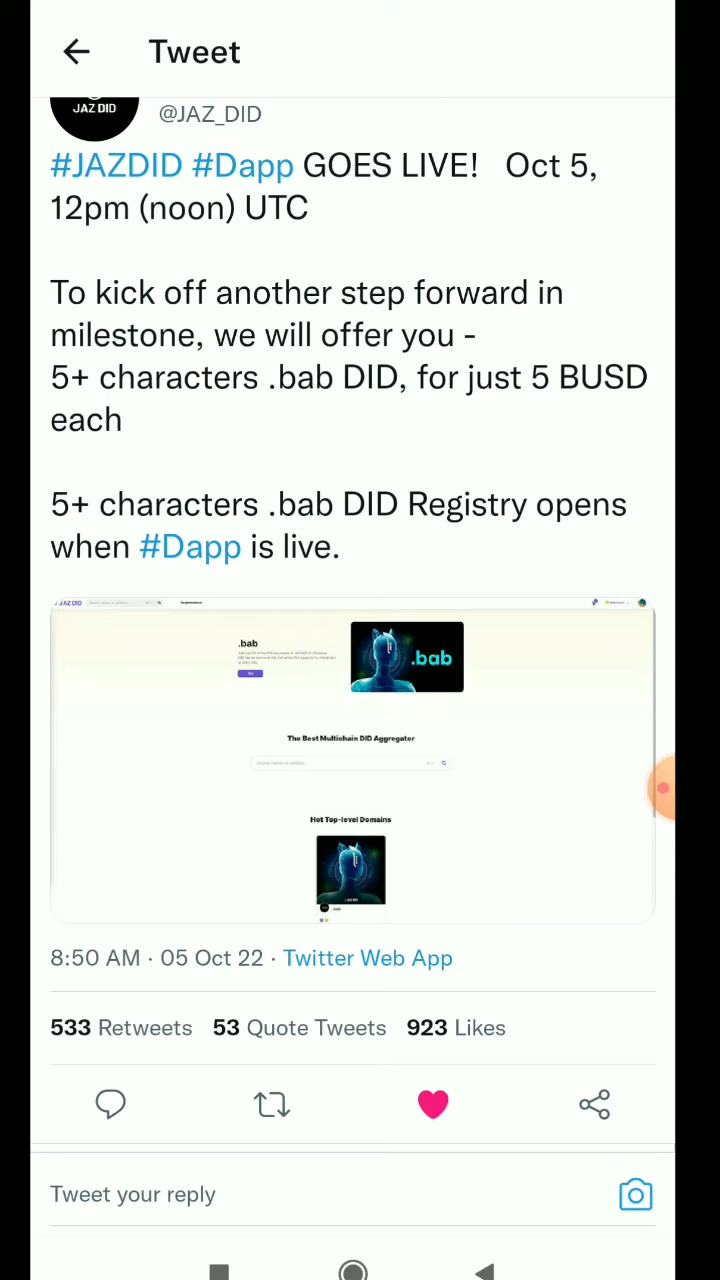 Tweet
JAZ DID
@JAZ_DID
#JAZDID #Dapp GOES LIVE!   Oct 5,
12pm (noon) UTC
To kick off another step forward in
milestone, we will offer you -
5+ characters .bab DID, for just 5 BUSD
each
5+ characters .bab DID Registry opens
when #Dapp is live.
JAZ DID
.bab
.bab
The Best Multichain DID Aggregator
Hot Top-level Domains
8:50 AM · 05 Oct 22 · Twitter Web App
533 Retweets 53 Quote Tweets 923 Likes
Tweet your reply